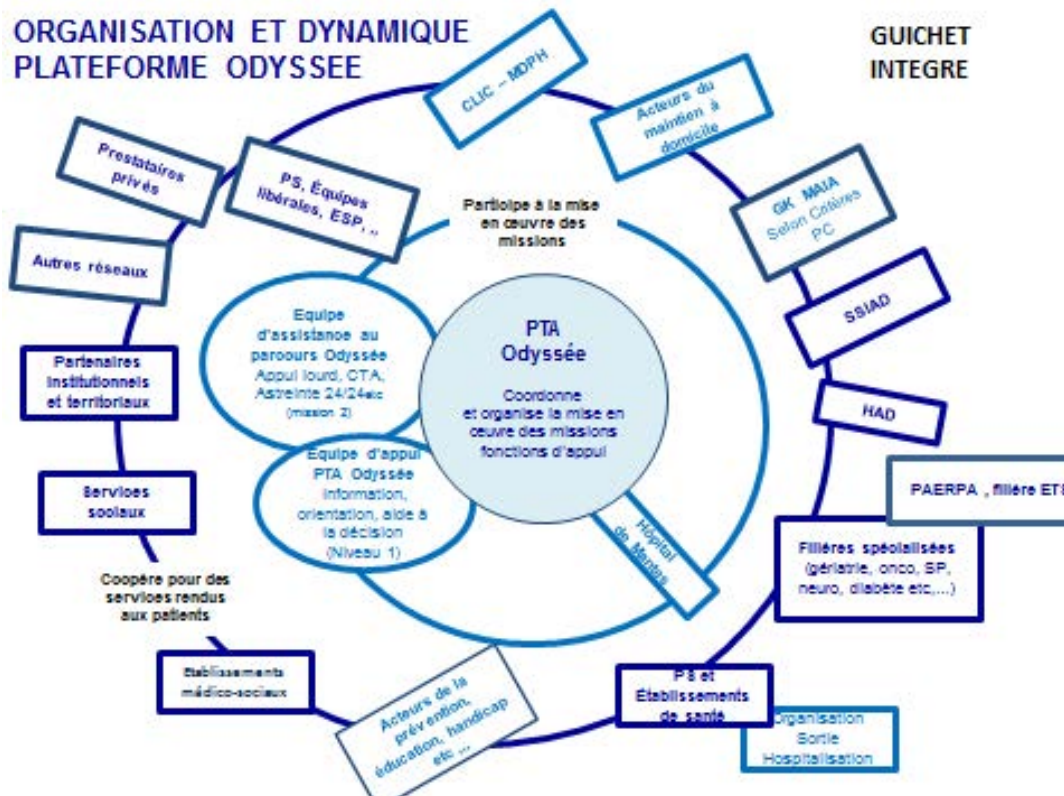 ORGANISATION ET DYNAMIQUE
PLATEFORME ODYSSEE
GUICHET
INTEGRE
CLIC – MDPH
Acteurs du
maintien à
domicile
Prestataires
privés
PS, Équipes
libérales, ESP, ..
GK MAIA
Selon Critères
PC
Participe à la mise
en œuvre des
missions
Autres réseaux
SSIAD
Equipe
d'assistance au
parcours Odyssée
Appui lourd, CTA,
Astreinte 24/24etc
(mission 2)
PTA
Odyssée
Coordonne
et organise la mise en
œuvre des missions
fonctions d'appui
Partenaires
institutionnels
et territoriaux
HAD
Equipe d'appui
PTA Odyssée
information,
orientation, aide à
la décision
(Niveau 1)
PAERPA , filière ETS
Services
sociaux
Hôpital
de Mantes
Filières spécialisées
(gériatrie, onco, SP,
neuro, diabète etc,...)
Coopère pour des
services rendus
aux patients
Etablissements
médico-sociaux
Acteurs de la
prévention,
éducation, handicap
etc ...
PS et
Établissements
de santé
Organisation
Sortie
Hospitalisation